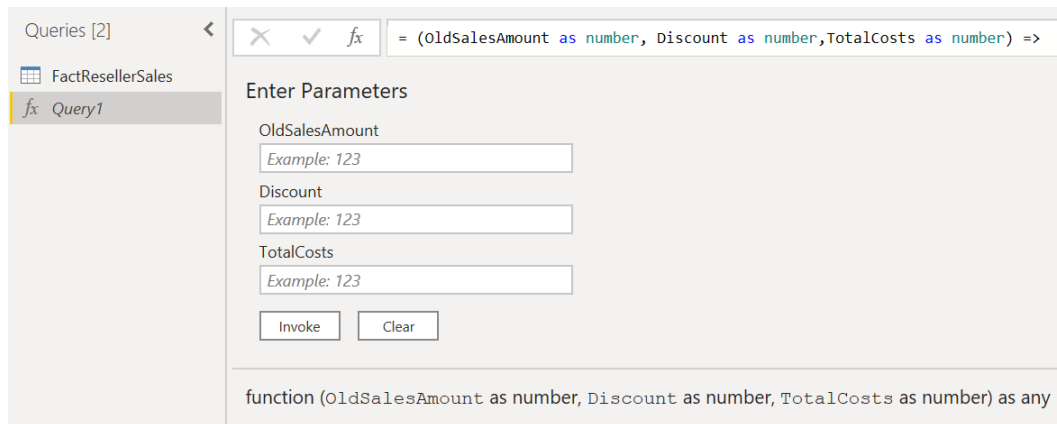 Queries [2]
fx
= (OldSalesAmount as number, Discount as number,TotalCosts as number) =>
FactResellerSales
fx Query1
Enter Parameters
OldSalesAmount
Example: 123
Discount
Example: 123
TotalCosts
Example: 123
Invoke
Clear
function (OldSalesAmount as number, Discount as number, TotalCosts as number) as any